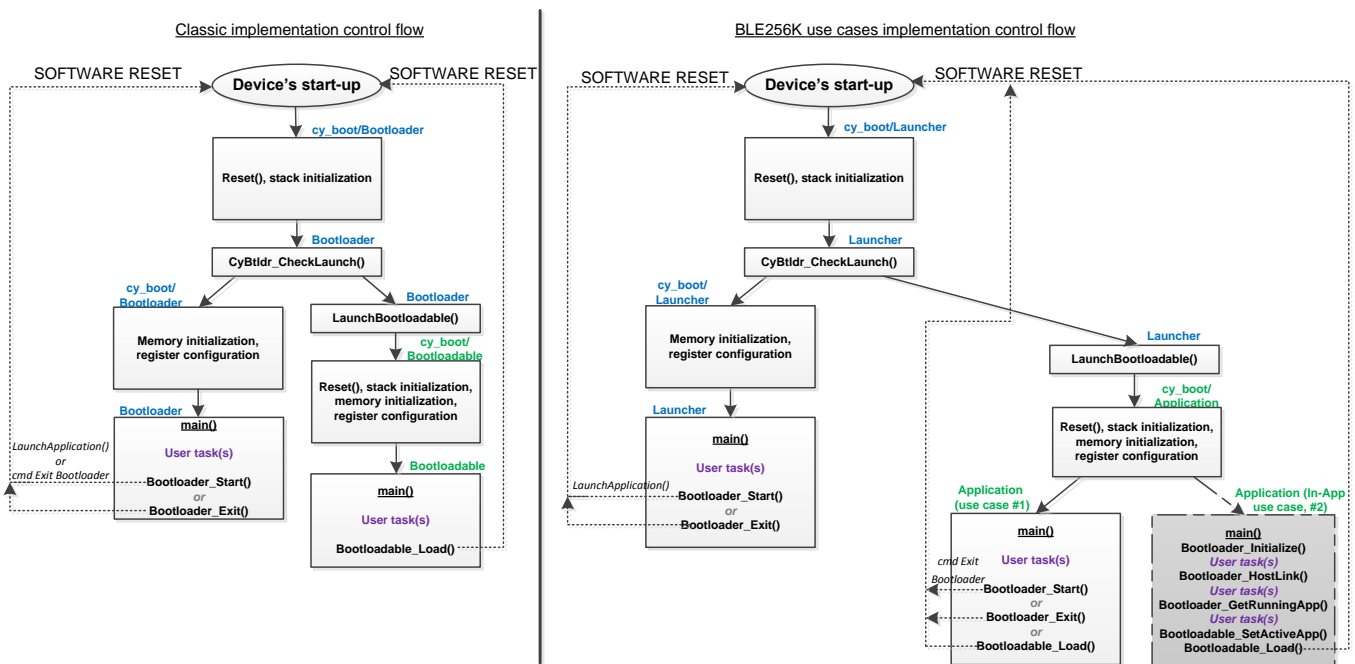 Classic implementation control flow
SOFTWARE RESET
SOFTWARE RESET
Device's start-up
cy_boot/Bootloader
Reset(), stack initialization
Bootloader
CyBtldr_CheckLaunch()
cy_boot/
Bootloader
Memory initialization,
register configuration
Bootloader
main()
User task(s)
LaunchApplication()
or
cmd Exit Bootloader
Bootloader_Start()
or
Bootloader_Exit()
Bootloader
LaunchBootloadable()
cy_boot/
Bootloadable
Reset(), stack initialization,
memory initialization,
register configuration
Bootloadable
main()
User task(s)
Bootloadable_Load()
BLE256K use cases implementation control flow
SOFTWARE RESET
SOFTWARE RESET
Device's start-up
cy_boot/Launcher
Reset(), stack initialization
Launcher
CyBtldr_CheckLaunch()
cy_boot/
Launcher
Memory initialization,
register configuration
Launcher
main()
User task(s)
LaunchApplication()
Bootloader_Start()
or
Bootloader_Exit()
Launcher
LaunchBootloadable()
cy_boot/
Application
Reset(), stack initialization,
memory initialization,
register configuration
Application
(use case #1)
main()
User task(s)
cmd Exit
Bootloader
Bootloader_Start()
or
Bootloader_Exit()
or
Bootloadable_Load()
Application (In-App
use case, #2)
main()
Bootloader_Initialize()
User task(s)
Bootloader_HostLink()
User task(s)
Bootloader_GetRunningApp()
User task(s)
Bootloadable_SetActiveApp()
Bootloadable_Load()